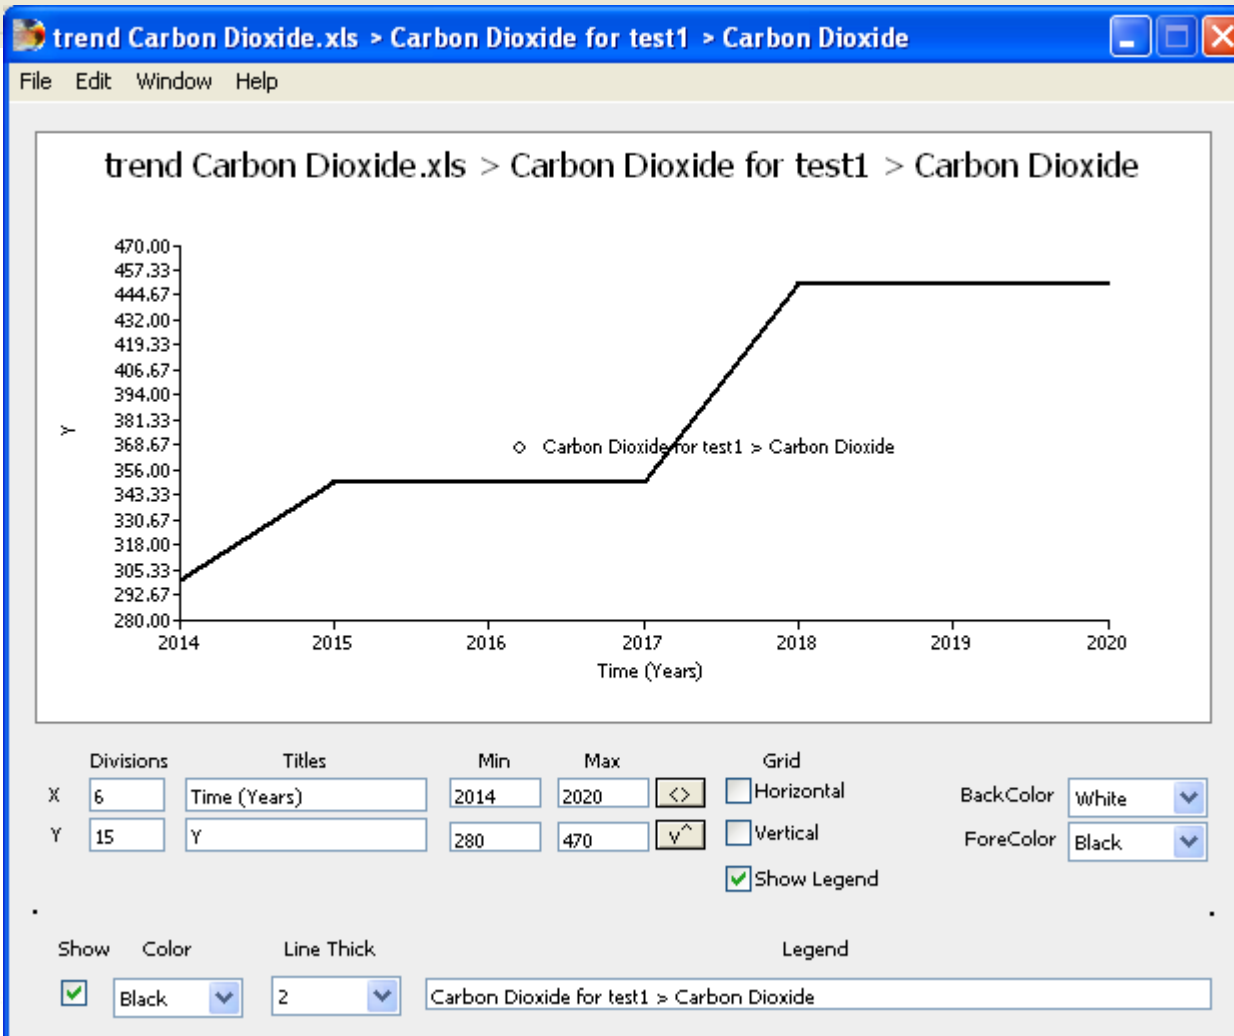 trend Carbon Dioxide.xls > Carbon Dioxide for test1 > Carbon Dioxide
File Edit Window Help
trend Carbon Dioxide.xls > Carbon Dioxide for test1 > Carbon Dioxide
470.00
457.33
444.67
432.00
419.33
406.67
394.00
381.33
368.67
356.00
343.33
330.67
318.00
305.33
292.67
280.00
Y
Carbon Dioxide for test1 > Carbon Dioxide
2014 2015 2016 2017 2018 2019 2020
Time (Years)
Divisions Titles Min Max Grid
X 6 Time (Years) 2014 2020 <> Horizontal BackColor White
Y 15 Y 280 470 v^ Vertical ForeColor Black
Show Legend
Show Color Line Thick Legend
Black 2 Carbon Dioxide for test1 > Carbon Dioxide